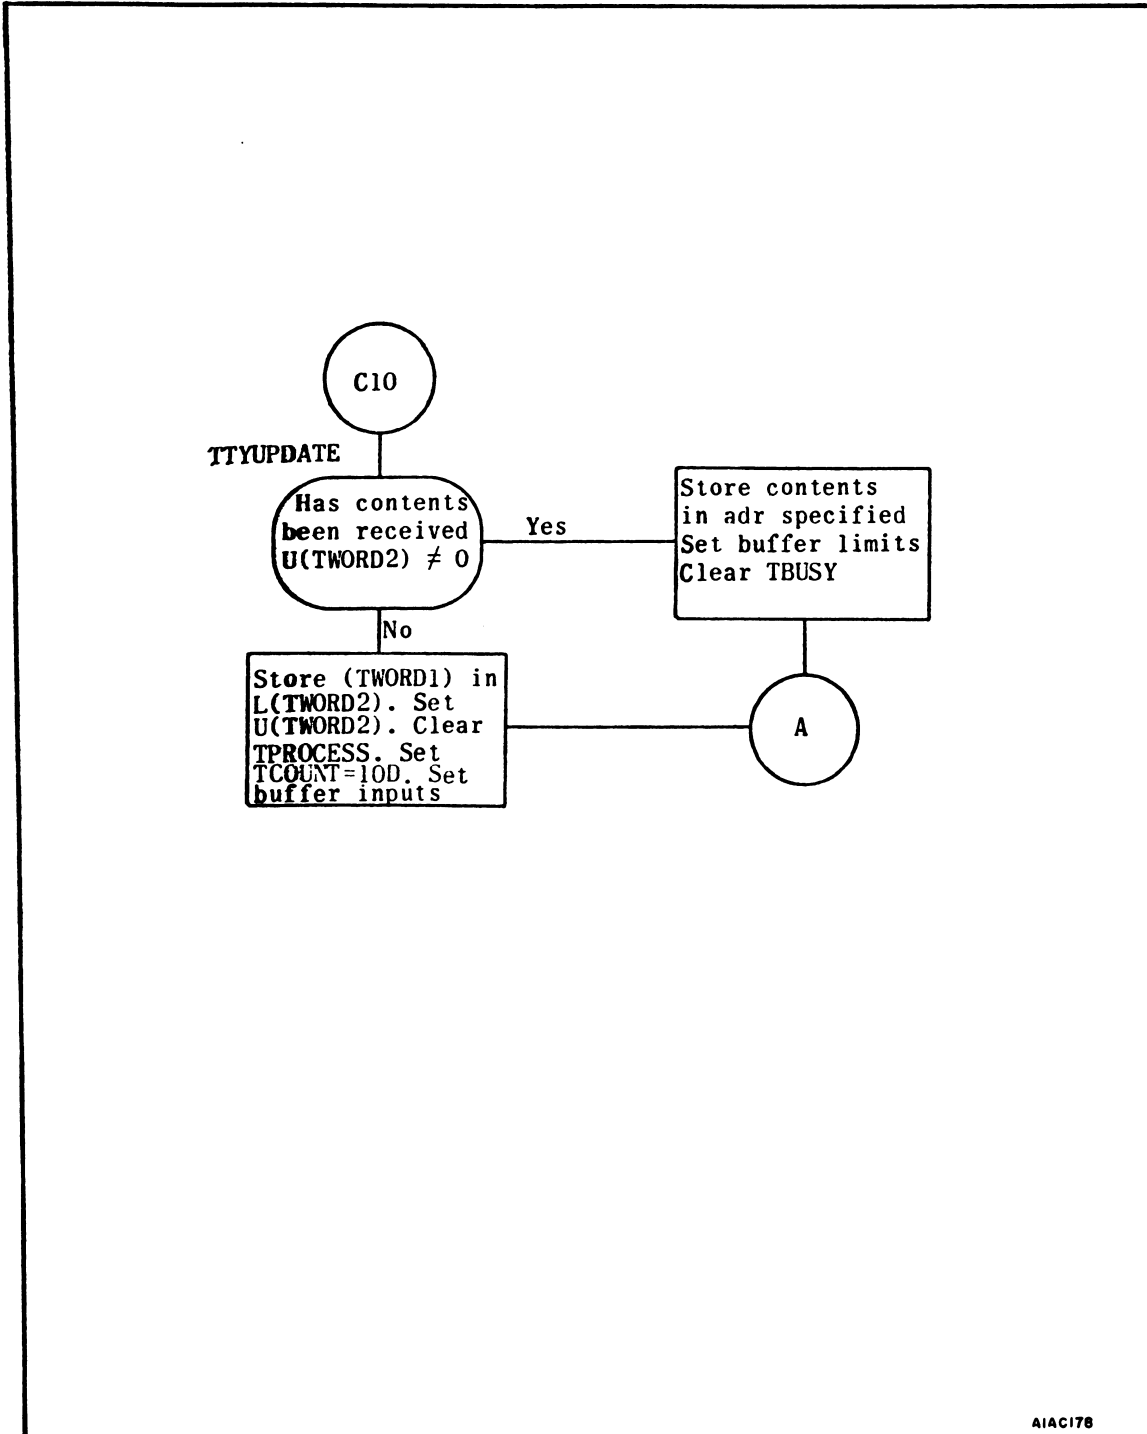 C10
TTYUPDATE
Has contents
been received
U(TWORD2) ≠ 0
Yes
Store contents
in adr specified
Set buffer limits
Clear TBUSY
No
Store (TWORD1) in
L(TWORD2). Set
U(TWORD2). Clear
TPROCESS. Set
TCOUNT=10D. Set
buffer inputs
A
A1AC178